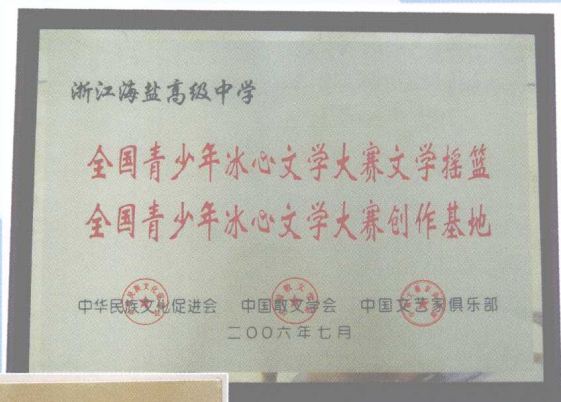 浙江海盐高级中学
全国青少年冰心文学大赛文学摇篮
全国青少年冰心文学大赛创作基地
中华民族文化促进会 中国散文学会 中国文艺家俱乐部
二〇〇六年七月